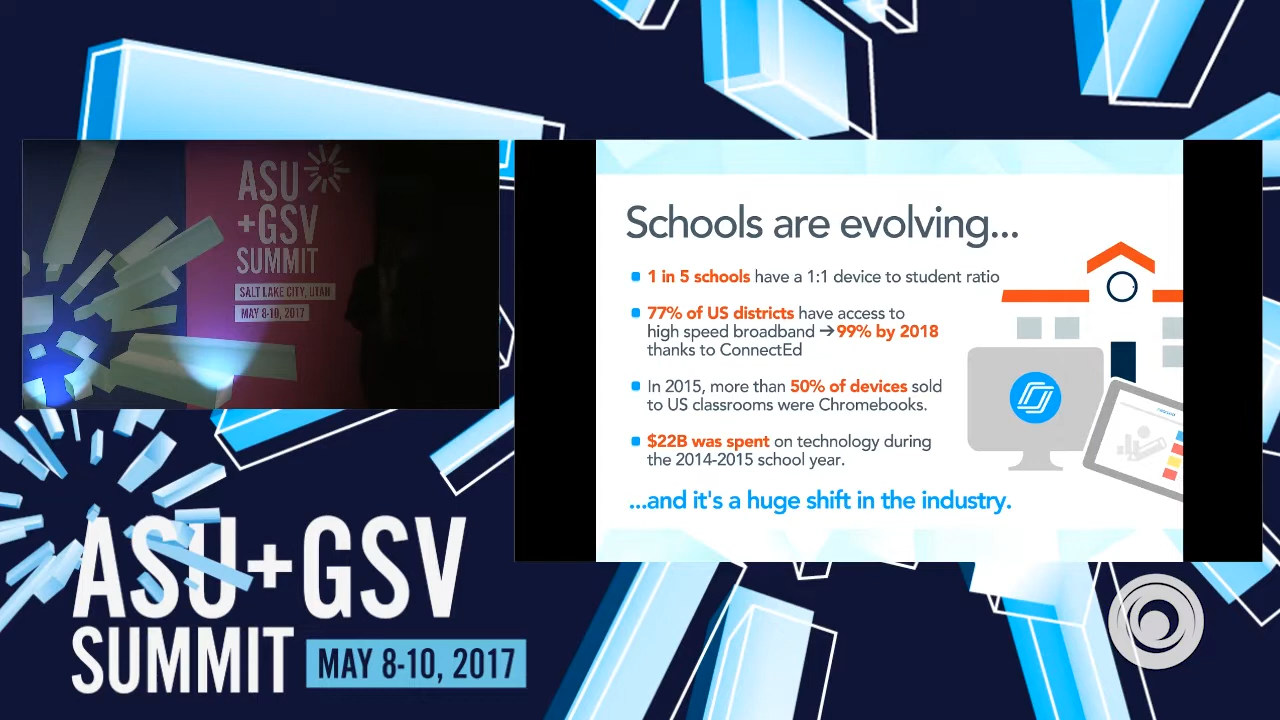 ASU
+GSV
SUMMIT
SALT LAKE CITY, UTAH
MAY 8-10, 2017
Schools are evolving...
1 in 5 schools have a 1:1 device to student ratio
77% of US districts have access to
high speed broadband ➔99% by 2018
thanks to ConnectEd
In 2015, more than 50% of devices sold
to US classrooms were Chromebooks.
$22B was spent on technology during
the 2014-2015 school year.
...and it's a huge shift in the industry.
ASU+GSV
SUMMIT MAY 8-10, 2017